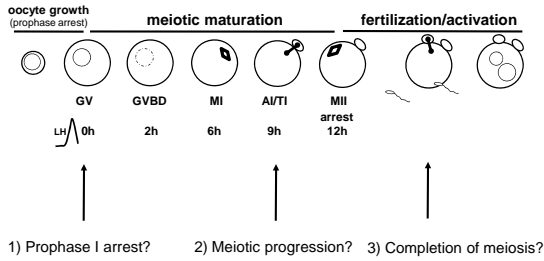 oocyte growth
(prophase arrest)
meiotic maturation
fertilization/activation
GV
GVBD
MI
AI/TI
MII
arrest
LH
0h
2h
6h
9h
12h
1) Prophase I arrest?
2) Meiotic progression?
3) Completion of meiosis?